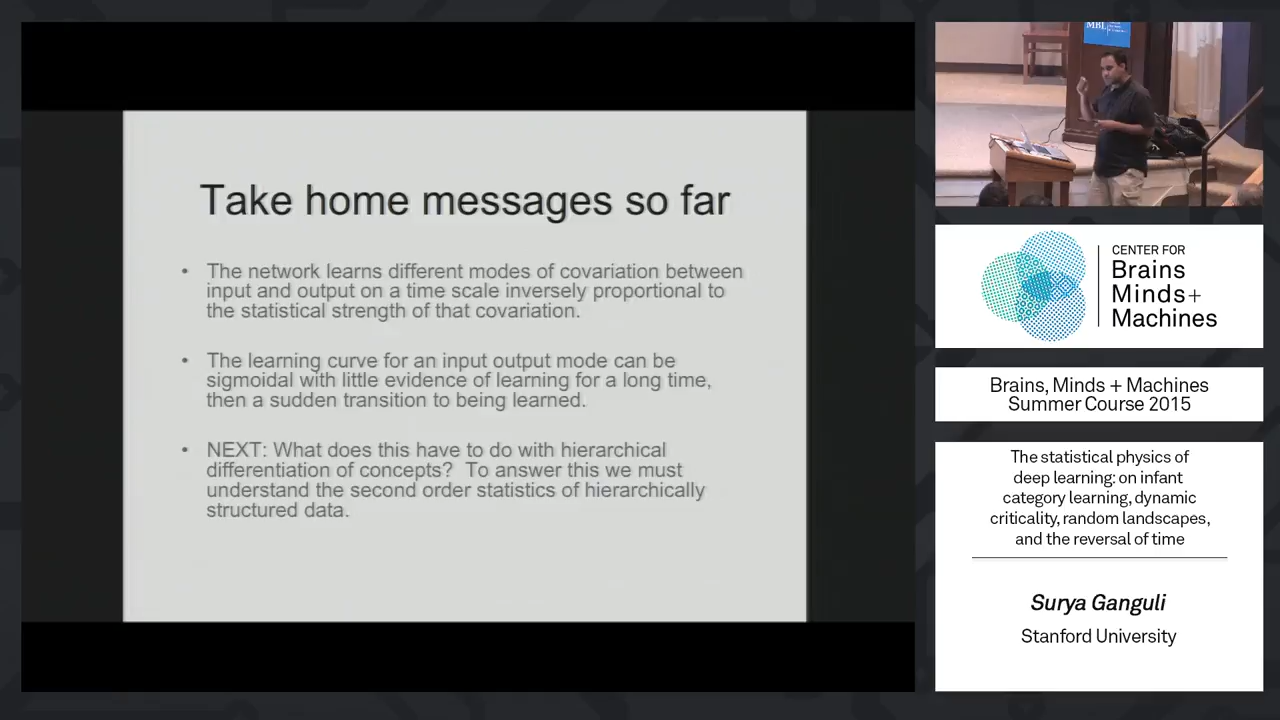 Take home messages so far
• The network learns different modes of covariation between
input and output on a time scale inversely proportional to
the statistical strength of that covariation.
• The learning curve for an input output mode can be
sigmoidal with little evidence of learning for a long time,
then a sudden transition to being learned.
• NEXT: What does this have to do with hierarchical
differentiation of concepts? To answer this we must
understand the second order statistics of hierarchically
structured data.
MBL
CENTER FOR
Brains
Minds+
Machines
Brains, Minds + Machines
Summer Course 2015
The statistical physics of
deep learning: on infant
category learning, dynamic
criticality, random landscapes,
and the reversal of time
Surya Ganguli
Stanford University